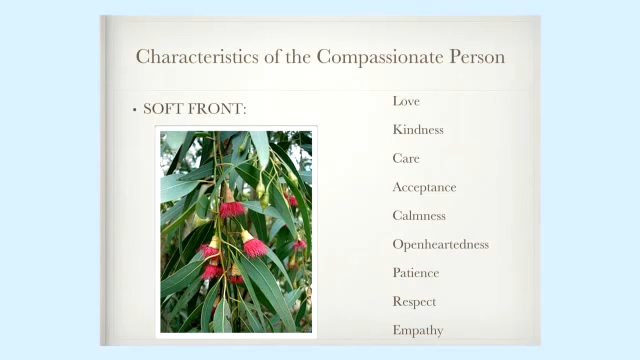 Characteristics of the Compassionate Person
• SOFT FRONT:
Love
Kindness
Care
Acceptance
Calmness
Openheartedness
Patience
Respect
Empathy